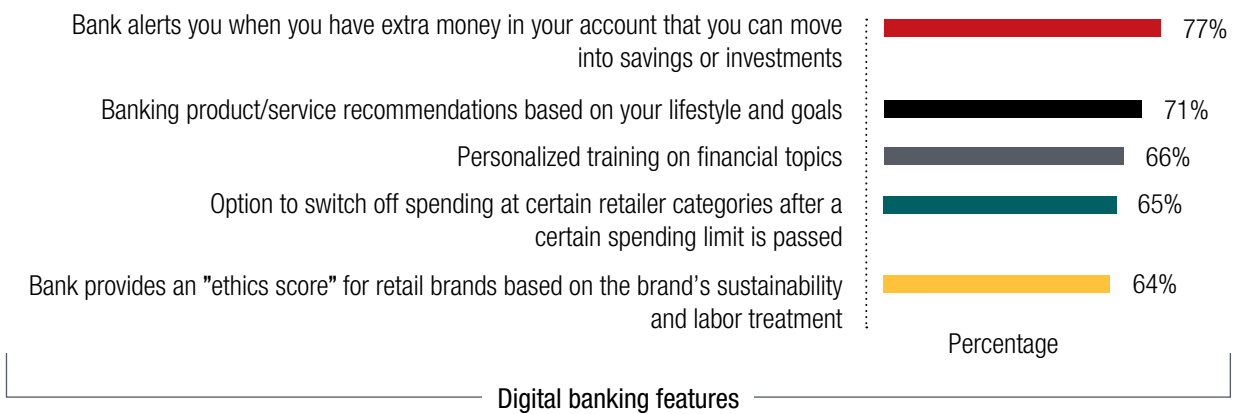 Bank alerts you when you have extra money in your account that you can move
into savings or investments
77%
Banking product/service recommendations based on your lifestyle and goals
71%
Personalized training on financial topics
66%
Option to switch off spending at certain retailer categories after a
certain spending limit is passed
65%
Bank provides an "ethics score" for retail brands based on the brand’s sustainability
and labor treatment
64%
Percentage
Digital banking features